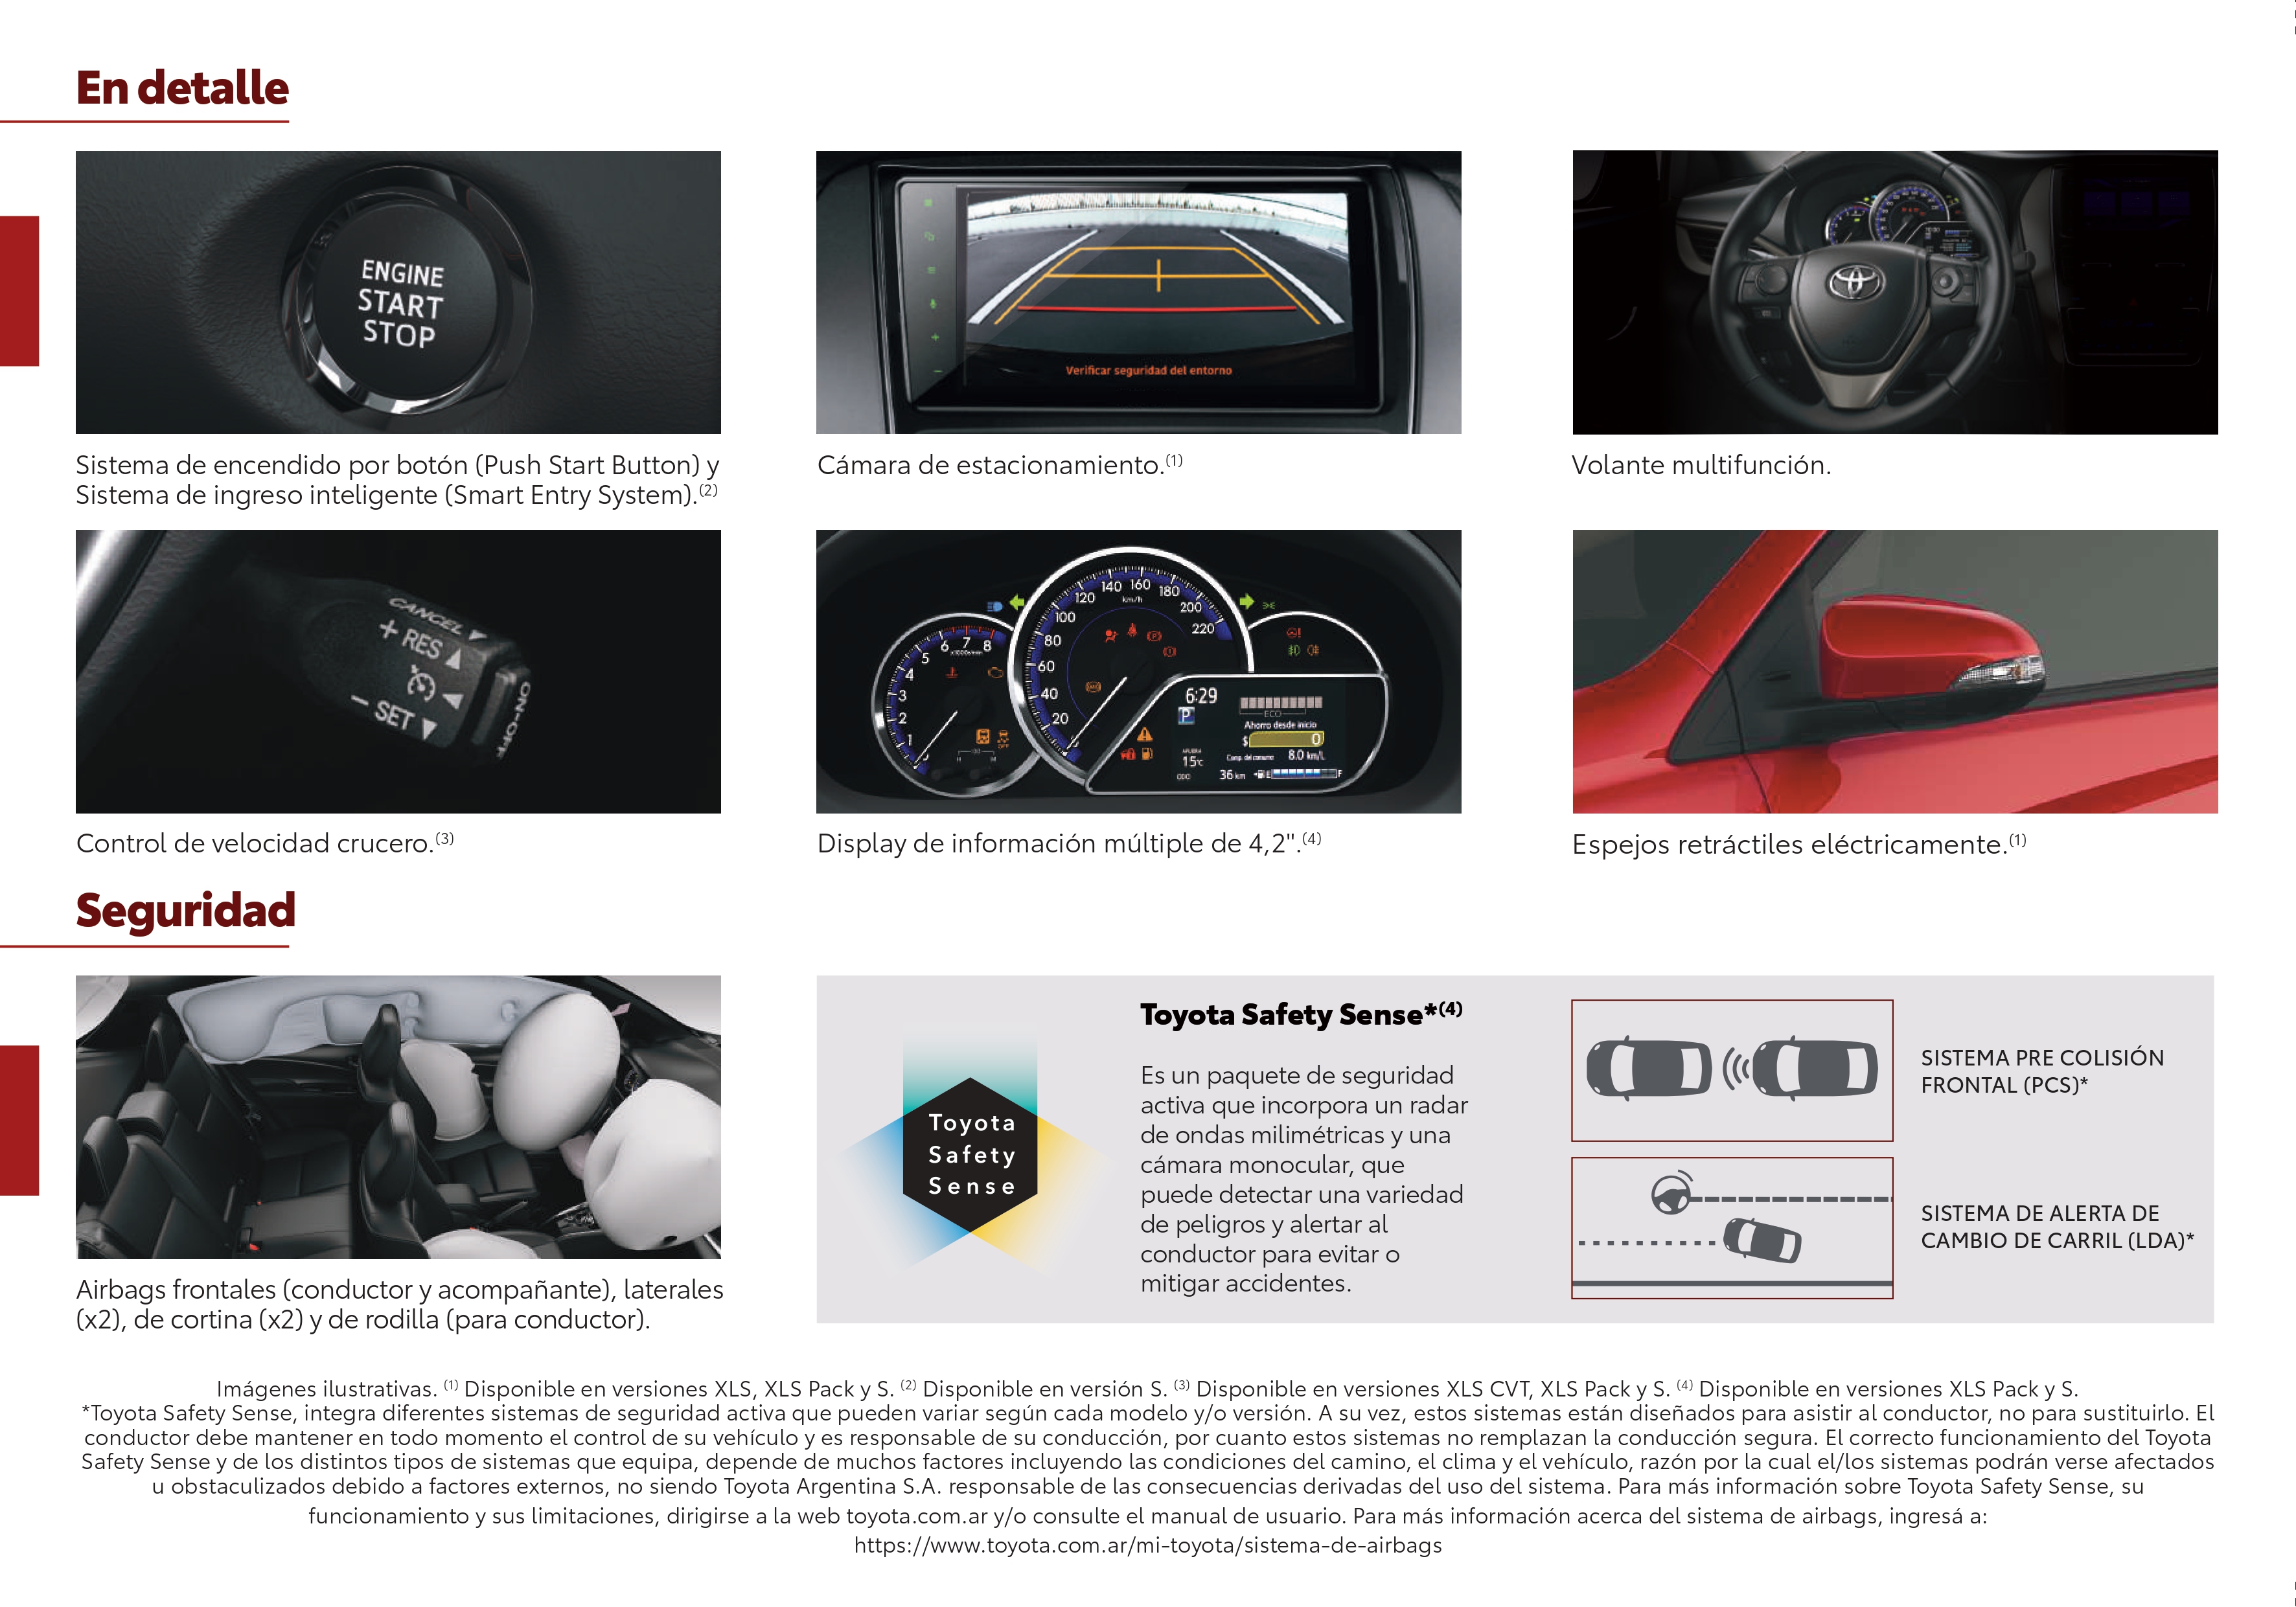 En detalle
ENGINE
START
STOP
Verificar seguridad del entorno
Sistema de encendido por botón (Push Start Button) y
Sistema de ingreso inteligente (Smart Entry System).(2)
Cámara de estacionamiento.(1)
Volante multifunción.
CANCEL
+ RES
- SET
ON-OFF
1 2 3 4 5 6 7 8
x1000r/min
H M
20 40 60 80 100 120 140 160 180 200 220
km/h
6:29
P
ECO
Ahorro desde inicio
$ 0
AFUERA
15°C
Comp. del consumo 8.0 km/L
ODO 36 km E F
Control de velocidad crucero.(3)
Display de información múltiple de 4,2".(4)
Espejos retráctiles eléctricamente.(1)
Seguridad
Airbags frontales (conductor y acompañante), laterales
(x2), de cortina (x2) y de rodilla (para conductor).
Toyota
Safety
Sense
Toyota Safety Sense*(4)
Es un paquete de seguridad
activa que incorpora un radar
de ondas milimétricas y una
cámara monocular, que
puede detectar una variedad
de peligros y alertar al
conductor para evitar o
mitigar accidentes.
SISTEMA PRE COLISIÓN
FRONTAL (PCS)*
SISTEMA DE ALERTA DE
CAMBIO DE CARRIL (LDA)*
Imágenes ilustrativas. (1) Disponible en versiones XLS, XLS Pack y S. (2) Disponible en versión S. (3) Disponible en versiones XLS CVT, XLS Pack y S. (4) Disponible en versiones XLS Pack y S.
*Toyota Safety Sense, integra diferentes sistemas de seguridad activa que pueden variar según cada modelo y/o versión. A su vez, estos sistemas están diseñados para asistir al conductor, no para sustituirlo. El
conductor debe mantener en todo momento el control de su vehículo y es responsable de su conducción, por cuanto estos sistemas no remplazan la conducción segura. El correcto funcionamiento del Toyota
Safety Sense y de los distintos tipos de sistemas que equipa, depende de muchos factores incluyendo las condiciones del camino, el clima y el vehículo, razón por la cual el/los sistemas podrán verse afectados
u obstaculizados debido a factores externos, no siendo Toyota Argentina S.A. responsable de las consecuencias derivadas del uso del sistema. Para más información sobre Toyota Safety Sense, su
funcionamiento y sus limitaciones, dirigirse a la web toyota.com.ar y/o consulte el manual de usuario. Para más información acerca del sistema de airbags, ingresá a:
https://www.toyota.com.ar/mi-toyota/sistema-de-airbags